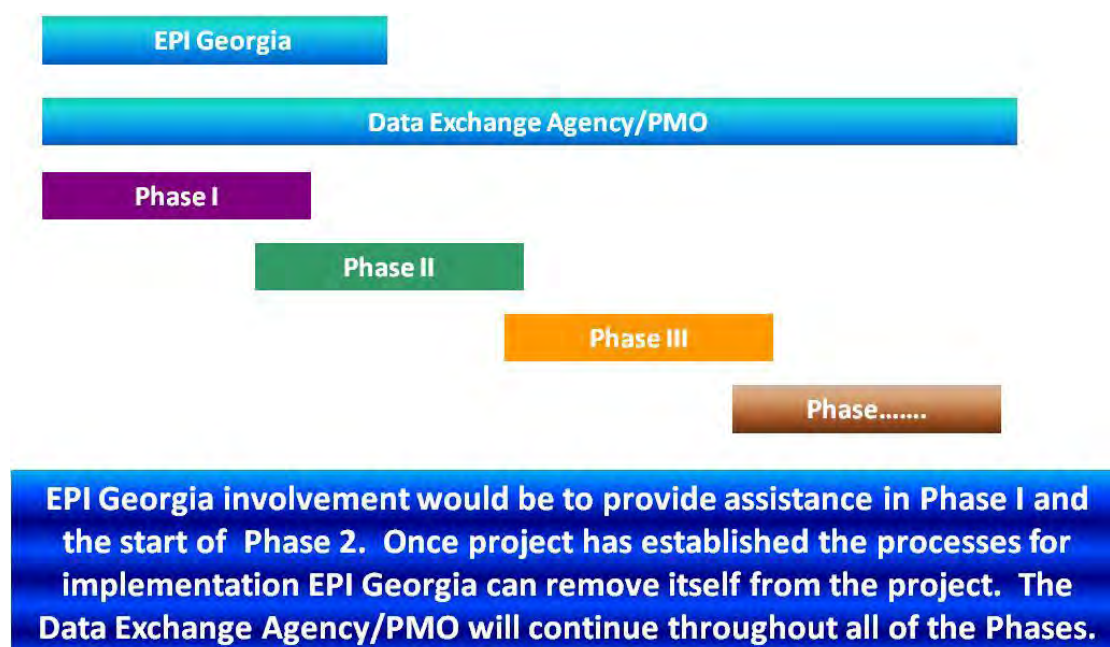 EPI Georgia
Data Exchange Agency/PMO
Phase I
Phase II
Phase III
Phase.......
EPI Georgia involvement would be to provide assistance in Phase I and
the start of  Phase 2.  Once project has established the processes for
implementation EPI Georgia can remove itself from the project.  The
Data Exchange Agency/PMO will continue throughout all of the Phases.